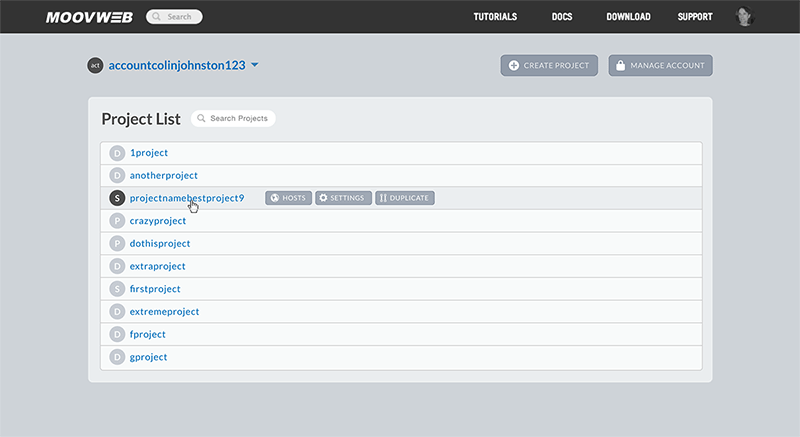 MOOVWEB Search TUTORIALS DOCS DOWNLOAD SUPPORT
act accountcolinjohnston123 CREATE PROJECT MANAGE ACCOUNT
Project List Search Projects
D 1project
D anotherproject
S projectnamebestproject9 HOSTS SETTINGS DUPLICATE
P crazyproject
P dothisproject
D extraproject
S firstproject
D extremeproject
D fproject
D gproject